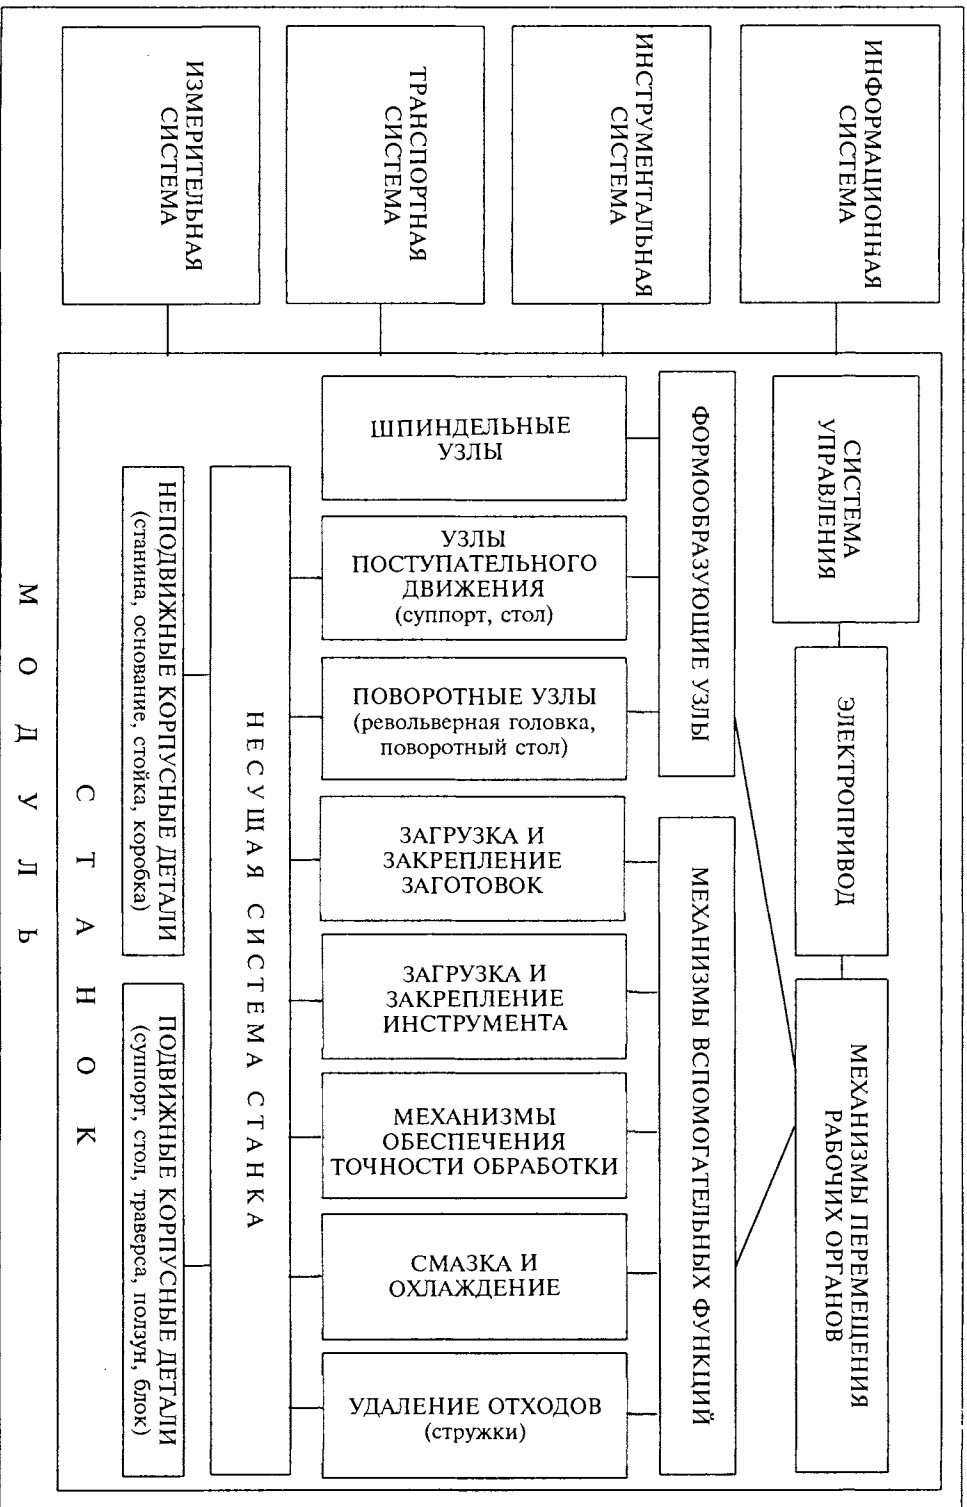 ИЗМЕРИТЕЛЬНАЯ
СИСТЕМА
ТРАНСПОРТНАЯ
СИСТЕМА
ИНСТРУМЕНТАЛЬНАЯ
СИСТЕМА
ИНФОРМАЦИОННАЯ
СИСТЕМА
СИСТЕМА
УПРАВЛЕНИЯ
ЭЛЕКТРОПРИВОД
МЕХАНИЗМЫ ПЕРЕМЕЩЕНИЯ
РАБОЧИХ ОРГАНОВ
ФОРМООБРАЗУЮЩИЕ УЗЛЫ
МЕХАНИЗМЫ ВСПОМОГАТЕЛЬНЫХ ФУНКЦИЙ
ШПИНДЕЛЬНЫЕ
УЗЛЫ
УЗЛЫ
ПОСТУПАТЕЛЬНОГО
ДВИЖЕНИЯ
(суппорт, стол)
ПОВОРОТНЫЕ УЗЛЫ
(револьверная головка,
поворотный стол)
ЗАГРУЗКА И
ЗАКРЕПЛЕНИЕ
ЗАГОТОВОК
ЗАГРУЗКА И
ЗАКРЕПЛЕНИЕ
ИНСТРУМЕНТА
МЕХАНИЗМЫ
ОБЕСПЕЧЕНИЯ
ТОЧНОСТИ ОБРАБОТКИ
СМАЗКА И
ОХЛАЖДЕНИЕ
УДАЛЕНИЕ ОТХОДОВ
(стружки)
НЕСУЩАЯ СИСТЕМА СТАНКА
НЕПОДВИЖНЫЕ КОРПУСНЫЕ ДЕТАЛИ
(станина, основание, стойка, коробка)
ПОДВИЖНЫЕ КОРПУСНЫЕ ДЕТАЛИ
(суппорт, стол, траверса, ползун, блок)
СТАНОК
МОДУЛЬ